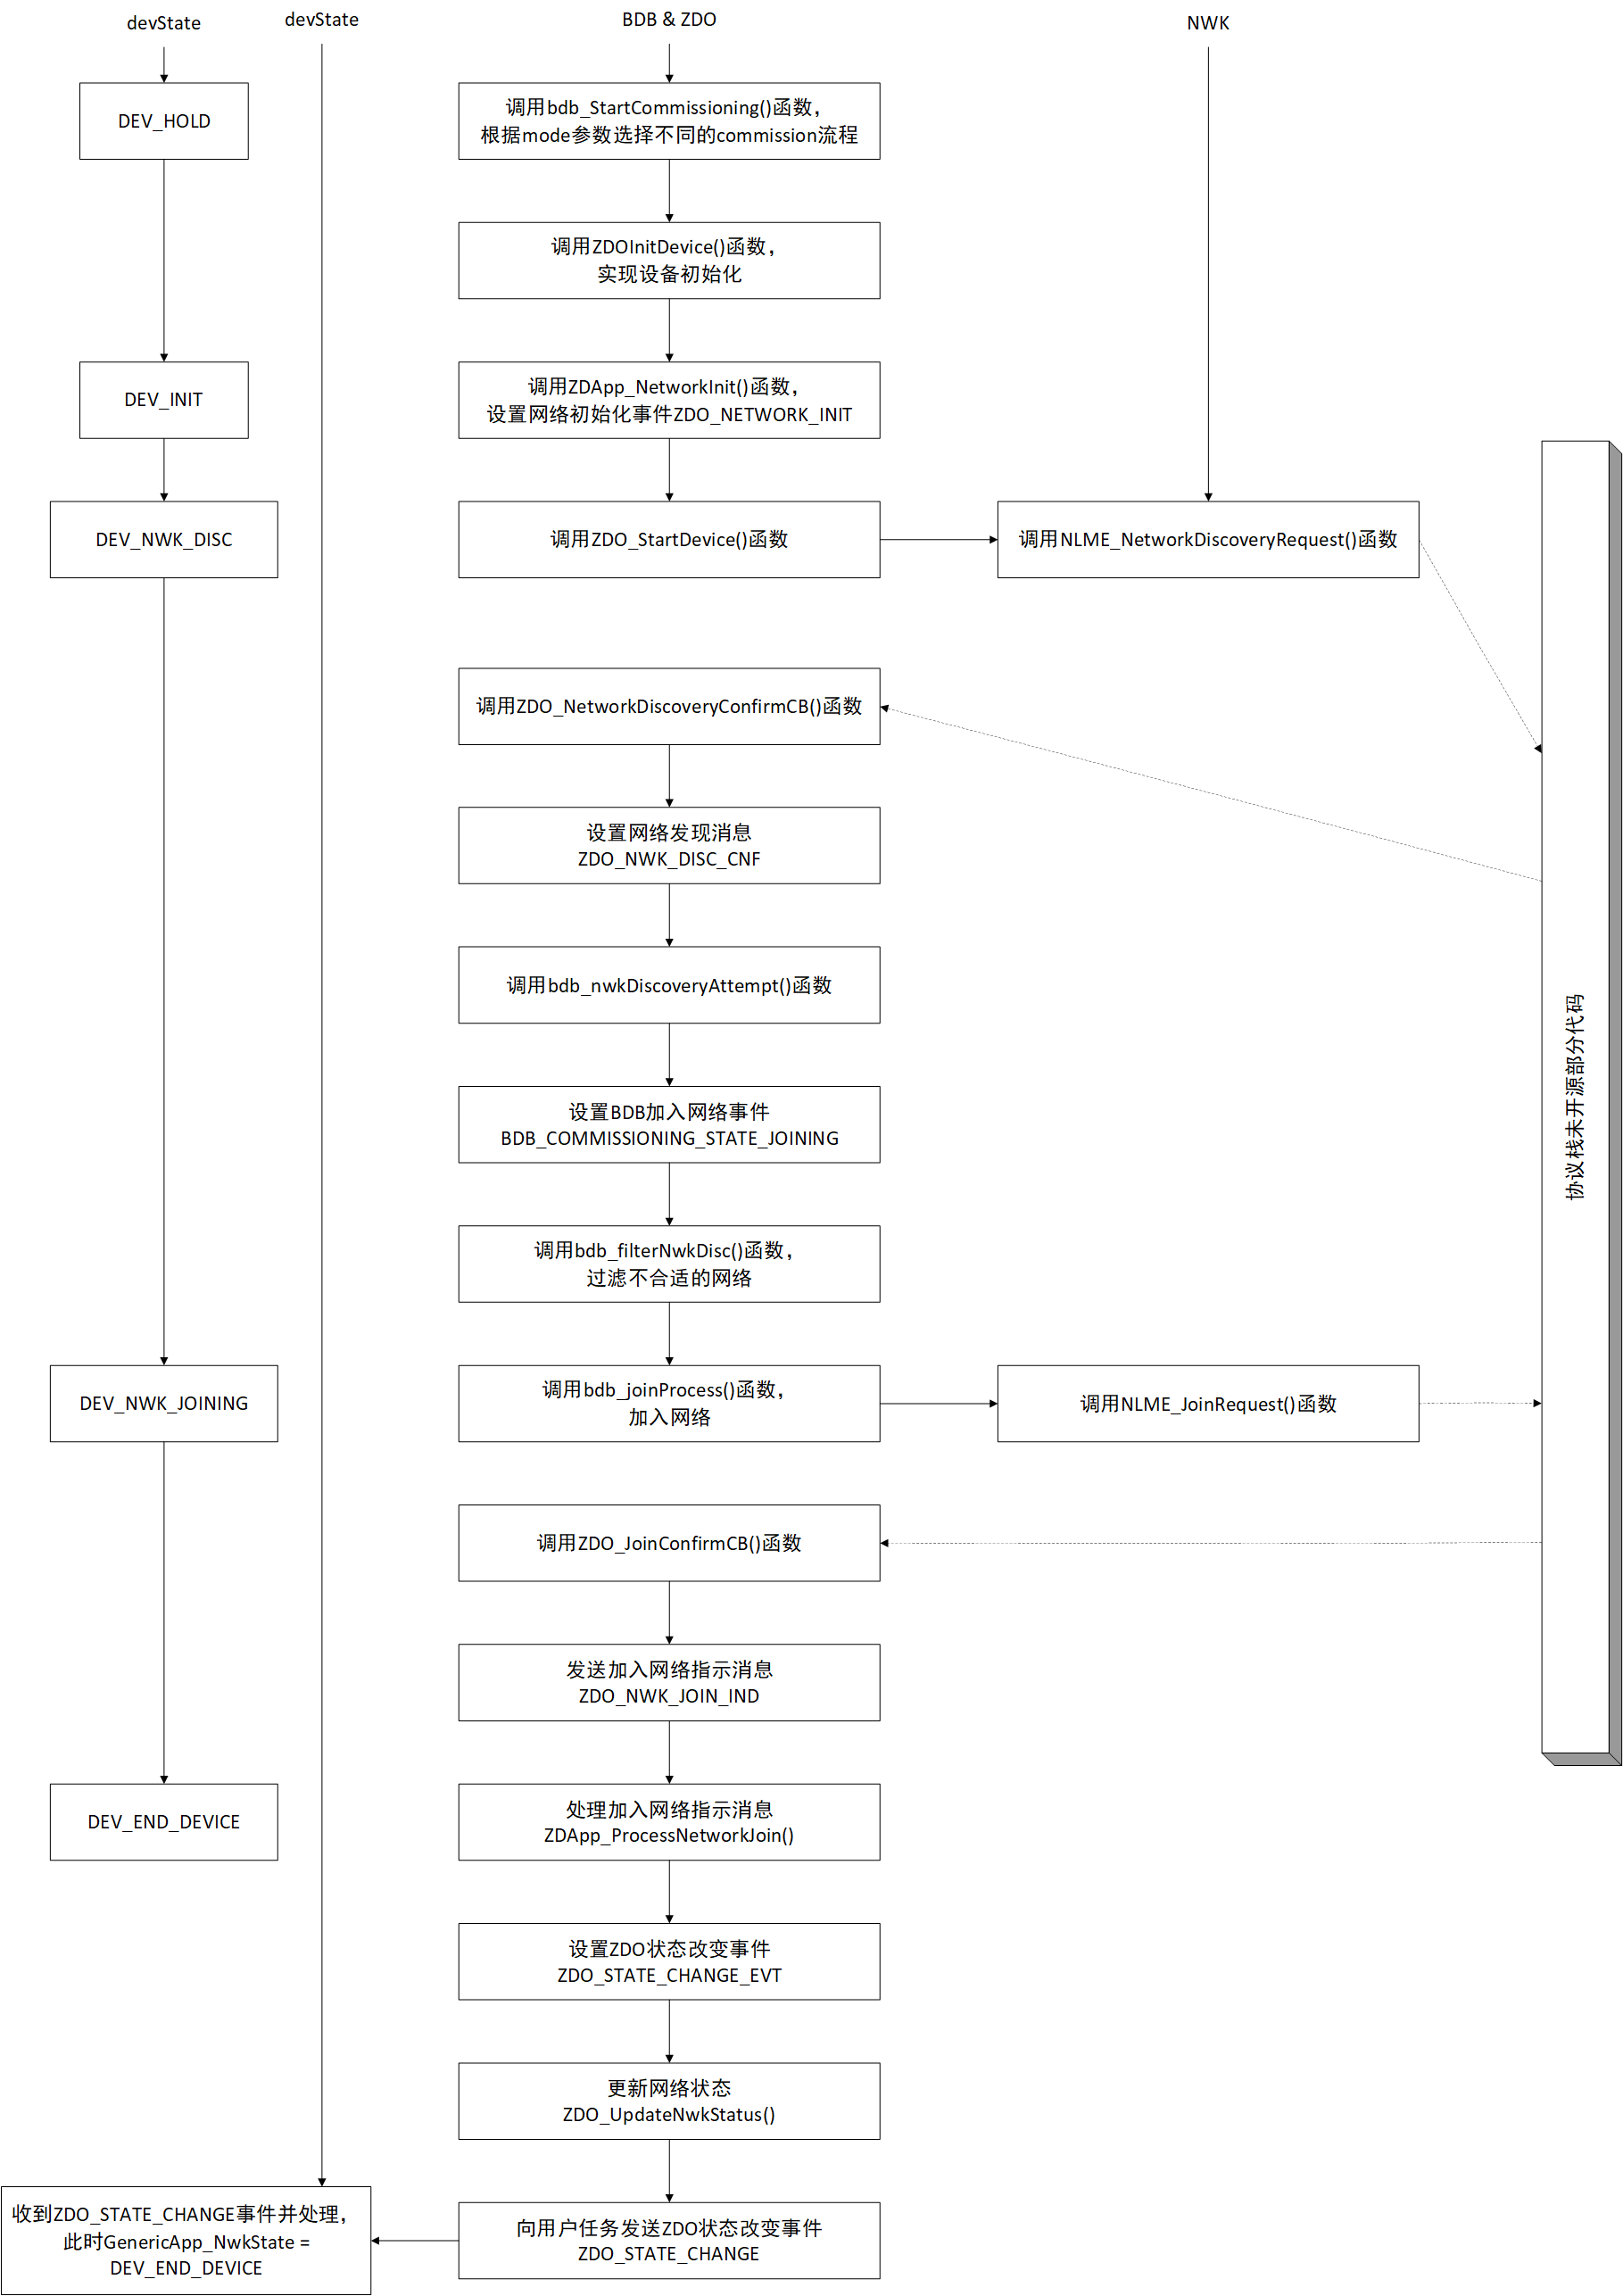 devState
devState
BDB & ZDO
NWK
DEV_HOLD
调用bdb_StartCommissioning()函数，
根据mode参数选择不同的commission流程
调用ZDOInitDevice()函数，
实现设备初始化
DEV_INIT
调用ZDApp_NetworkInit()函数，
设置网络初始化事件ZDO_NETWORK_INIT
DEV_NWK_DISC
调用ZDO_StartDevice()函数
调用NLME_NetworkDiscoveryRequest()函数
调用ZDO_NetworkDiscoveryConfirmCB()函数
设置网络发现消息
ZDO_NWK_DISC_CNF
调用bdb_nwkDiscoveryAttempt()函数
协议栈未开源部分代码
设置BDB加入网络事件
BDB_COMMISSIONING_STATE_JOINING
调用bdb_filterNwkDisc()函数，
过滤不合适的网络
DEV_NWK_JOINING
调用bdb_joinProcess()函数，
加入网络
调用NLME_JoinRequest()函数
调用ZDO_JoinConfirmCB()函数
发送加入网络指示消息
ZDO_NWK_JOIN_IND
DEV_END_DEVICE
处理加入网络指示消息
ZDApp_ProcessNetworkJoin()
设置ZDO状态改变事件
ZDO_STATE_CHANGE_EVT
更新网络状态
ZDO_UpdateNwkStatus()
收到ZDO_STATE_CHANGE事件并处理，
此时GenericApp_NwkState =
DEV_END_DEVICE
向用户任务发送ZDO状态改变事件
ZDO_STATE_CHANGE